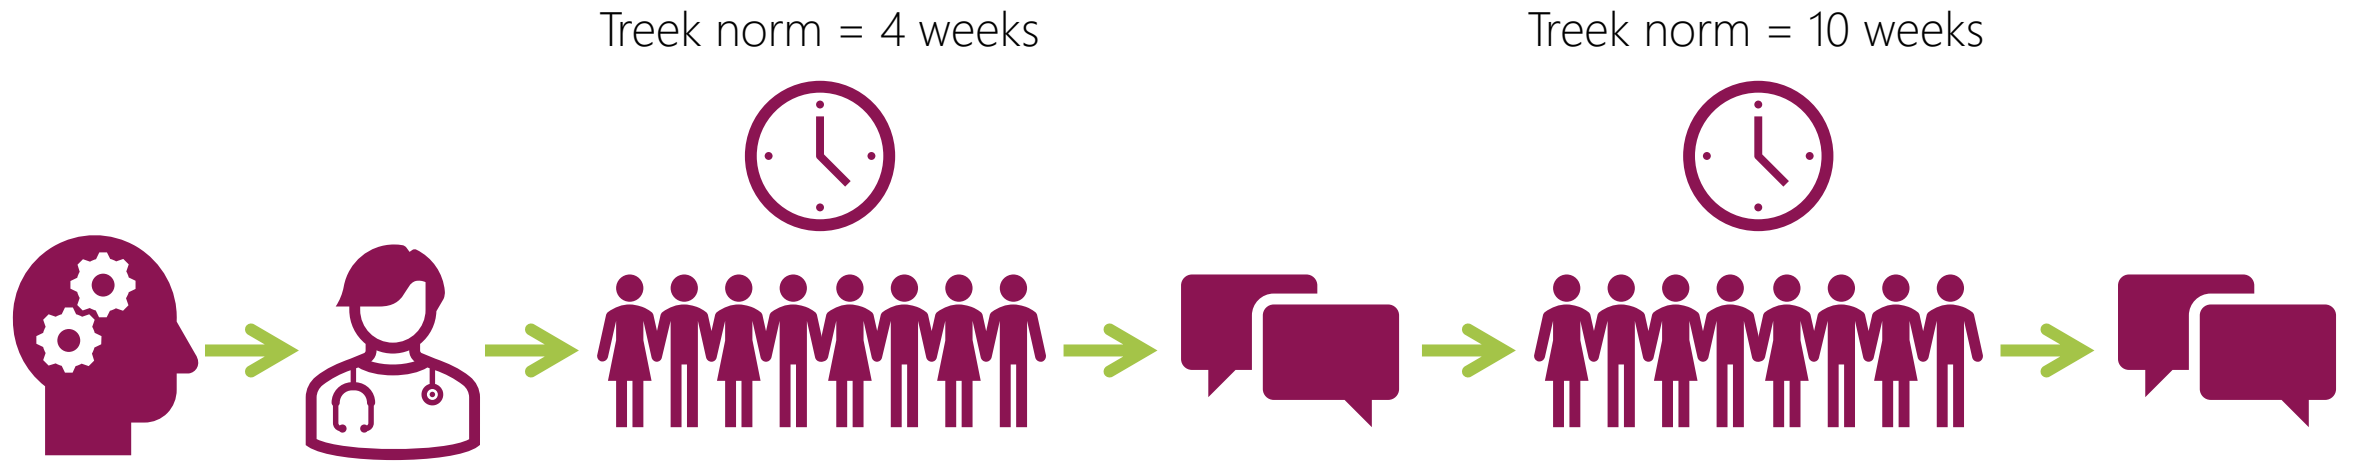 Treek norm = 4 weeks
Treek norm = 10 weeks